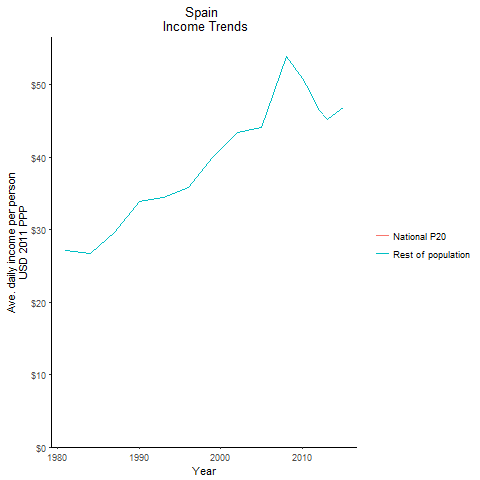 Spain
Income Trends
Ave. daily income per person
USD 2011 PPP
$50
$40
$30
$20
$10
$0
1980
1990
2000
2010
Year
National P20
Rest of population